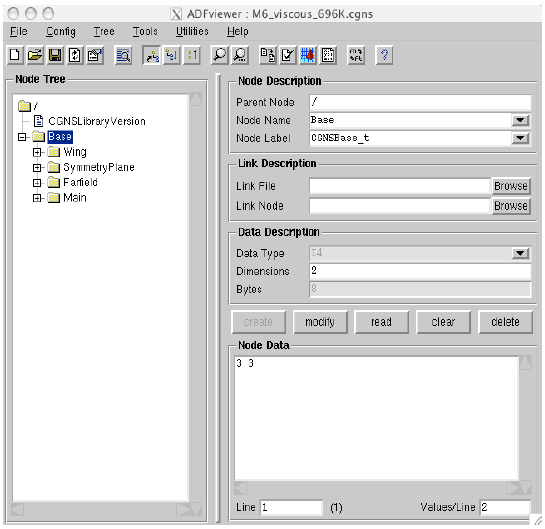 ADFviewer : M6_viscous_696K.cgns
File Config Tree Tools Utilities Help
Node Tree
/
CGNSLibraryVersion
Base
Wing
SymmetryPlane
Farfield
Main
Node Description
Parent Node /
Node Name Base
Node Label CGNSBase_t
Link Description
Link File Browse
Link Node Browse
Data Description
Data Type I4
Dimensions 2
Bytes 8
create modify read clear delete
Node Data
3 3
Line 1 (1) Values/Line 2